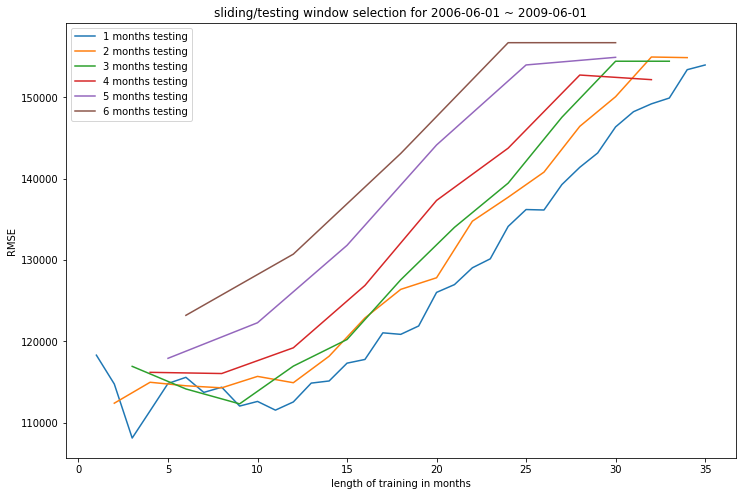 sliding/testing window selection for 2006-06-01 ~ 2009-06-01
1 months testing
2 months testing
3 months testing
4 months testing
5 months testing
6 months testing
150000
140000
130000
120000
110000
RMSE
0 5 10 15 20 25 30 35
length of training in months